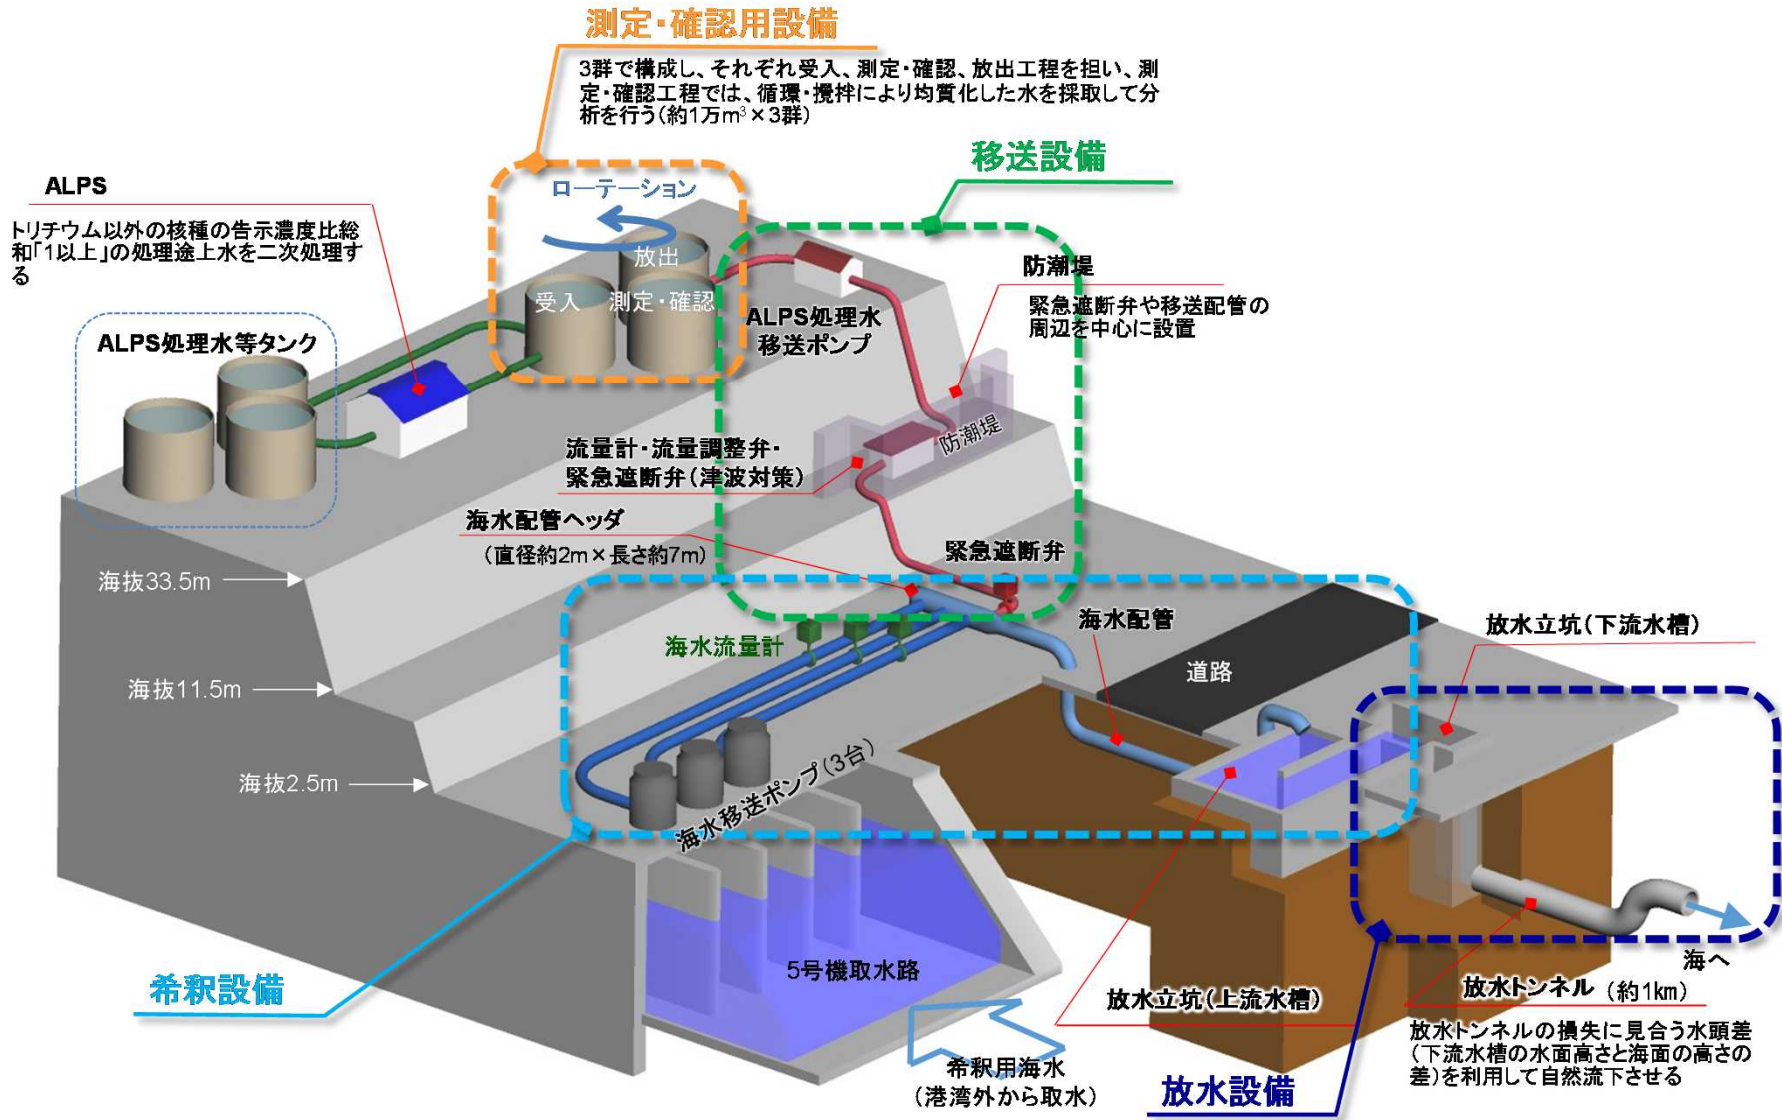 測定・確認用設備
3群で構成し、それぞれ受入、測定・確認、放出工程を担い、測
定・確認工程では、循環・攪拌により均質化した水を採取して分
析を行う（約1万m³×3群）
移送設備
ALPS
トリチウム以外の核種の告示濃度比総
和「1以上」の処理途上水を二次処理す
る
ローテーション
放出
受入
測定・確認
防潮堤
緊急遮断弁や移送配管の
周辺を中心に設置
ALPS処理水等タンク
ALPS処理水
移送ポンプ
防潮堤
流量計・流量調整弁・
緊急遮断弁（津波対策）
海水配管ヘッダ
（直径約2m×長さ約7m）
緊急遮断弁
海抜33.5m
海水流量計
海水配管
放水立坑（下流水槽）
道路
海抜11.5m
海抜2.5m
海水移送ポンプ（3台）
5号機取水路
海へ
希釈設備
放水立坑（上流水槽）
放水トンネル （約1km）
放水トンネルの損失に見合う水頭差
（下流水槽の水面高さと海面の高さの
差）を利用して自然流下させる
希釈用海水
（港湾外から取水）
放水設備